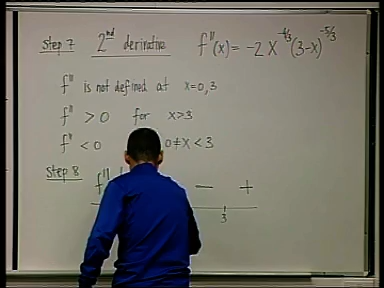 Step 7 2nd derivative f''(x) = -2 x^{-4/3} (3-x)^{-5/3}
f'' is not defined at x=0,3
f'' > 0 for x>3
f'' < 0 0≠x<3
Step 8
f'' − +
3